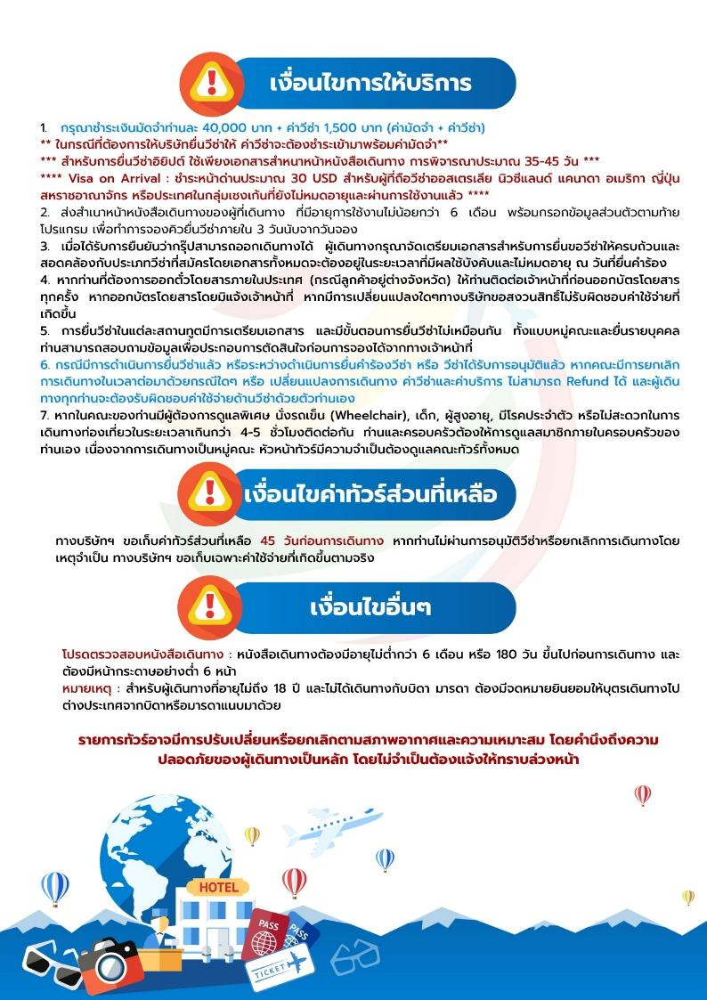 เงื่อนไขการให้บริการ
1. กรุณาชำระเงินมัดจำท่านละ 40,000 บาท + ค่าวีซ่า 1,500 บาท (ค่ามัดจำ + ค่าวีซ่า)
** ในกรณีที่ต้องการให้บริษัทยื่นวีซ่าให้ ค่าวีซ่าจะต้องชำระเข้ามาพร้อมค่ามัดจำ**
*** สำหรับการยื่นวีซ่าอิยิปต์ ใช้เพียงเอกสารสำหนาหน้าหนังสือเดินทาง การพิจารณาประมาณ 35-45 วัน ***
**** Visa on Arrival : ชำระหน้าด่านประมาณ 30 USD สำหรับผู้ที่ถือวีซ่าออสเตรเลีย นิวซีแลนด์ แคนาดา อเมริกา ญี่ปุ่น
สหราชอาณาจักร หรือประเทศในกลุ่มเชงเก้นที่ยังไม่หมดอายุและผ่านการใช้งานแล้ว ****
2. ส่งสำเนาหน้าหนังสือเดินทางของผู้ที่เดินทาง ที่มีอายุการใช้งานไม่น้อยกว่า 6 เดือน พร้อมกรอกข้อมูลส่วนตัวตามท้าย
โปรแกรม เพื่อทำการจองคิวยื่นวีซ่าภายใน 3 วันนับจากวันจอง
3. เมื่อได้รับการยืนยันว่ากรุ๊ปสามารถออกเดินทางได้ ผู้เดินทางกรุณาจัดเตรียมเอกสารสำหรับการยื่นขอวีซ่าให้ครบถ้วนและ
สอดคล้องกับประเภทวีซ่าที่สมัครโดยเอกสารทั้งหมดจะต้องอยู่ในระยะเวลาที่มีผลใช้บังคับและไม่หมดอายุ ณ วันที่ยื่นคำร้อง
4. หากท่านที่ต้องการออกตั๋วโดยสารภายในประเทศ (กรณีลูกค้าอยู่ต่างจังหวัด) ให้ท่านติดต่อเจ้าหน้าที่ก่อนออกบัตรโดยสาร
ทุกครั้ง หากออกบัตรโดยสารโดยมิแจ้งเจ้าหน้าที่ หากมีการเปลี่ยนแปลงใดๆทางบริษัทขอสงวนสิทธิ์ไม่รับผิดชอบค่าใช้จ่ายที่
เกิดขึ้น
5. การยื่นวีซ่าในแต่ละสถานทูตมีการเตรียมเอกสาร และมีขั้นตอนการยื่นวีซ่าไม่เหมือนกัน ทั้งแบบหมู่คณะและยื่นรายบุคคล
ท่านสามารถสอบถามข้อมูลเพื่อประกอบการตัดสินใจก่อนการจองได้จากทางเจ้าหน้าที่
6. กรณีมีการดำเนินการยื่นวีซ่าแล้ว หรือระหว่างดำเนินการยื่นคำร้องวีซ่า หรือ วีซ่าได้รับการอนุมัติแล้ว หากคณะมีการยกเลิก
การเดินทางในเวลาต่อมาด้วยกรณีใดๆ หรือ เปลี่ยนแปลงการเดินทาง ค่าวีซ่าและค่าบริการ ไม่สามารถ Refund ได้ และผู้เดิน
ทางทุกท่านจะต้องรับผิดชอบค่าใช้จ่ายด้านวีซ่าด้วยตัวท่านเอง
7. หากในคณะของท่านมีผู้ต้องการดูแลพิเศษ นั่งรถเข็น (Wheelchair), เด็ก, ผู้สูงอายุ, มีโรคประจำตัว หรือไม่สะดวกในการ
เดินทางท่องเที่ยวในระยะเวลาเกินกว่า 4-5 ชั่วโมงติดต่อกัน ท่านและครอบครัวต้องให้การดูแลสมาชิกภายในครอบครัวของ
ท่านเอง เนื่องจากการเดินทางเป็นหมู่คณะ หัวหน้าทัวร์มีความจำเป็นต้องดูแลคณะทัวร์ทั้งหมด
เงื่อนไขค่าทัวร์ส่วนที่เหลือ
ทางบริษัทฯ ขอเก็บค่าทัวร์ส่วนที่เหลือ 45 วันก่อนการเดินทาง หากท่านไม่ผ่านการอนุมัติวีซ่าหรือยกเลิกการเดินทางโดย
เหตุจำเป็น ทางบริษัทฯ ขอเก็บเฉพาะค่าใช้จ่ายที่เกิดขึ้นตามจริง
เงื่อนไขอื่นๆ
โปรดตรวจสอบหนังสือเดินทาง : หนังสือเดินทางต้องมีอายุไม่ต่ำกว่า 6 เดือน หรือ 180 วัน ขึ้นไปก่อนการเดินทาง และ
ต้องมีหน้ากระดาษอย่างต่ำ 6 หน้า
หมายเหตุ : สำหรับผู้เดินทางที่อายุไม่ถึง 18 ปี และไม่ได้เดินทางกับบิดา มารดา ต้องมีจดหมายยินยอมให้บุตรเดินทางไป
ต่างประเทศจากบิดาหรือมารดาแนบมาด้วย
รายการทัวร์อาจมีการปรับเปลี่ยนหรือยกเลิกตามสภาพอากาศและความเหมาะสม โดยคำนึงถึงความ
ปลอดภัยของผู้เดินทางเป็นหลัก โดยไม่จำเป็นต้องแจ้งให้ทราบล่วงหน้า
HOTEL
PASS
PASS
TICKET